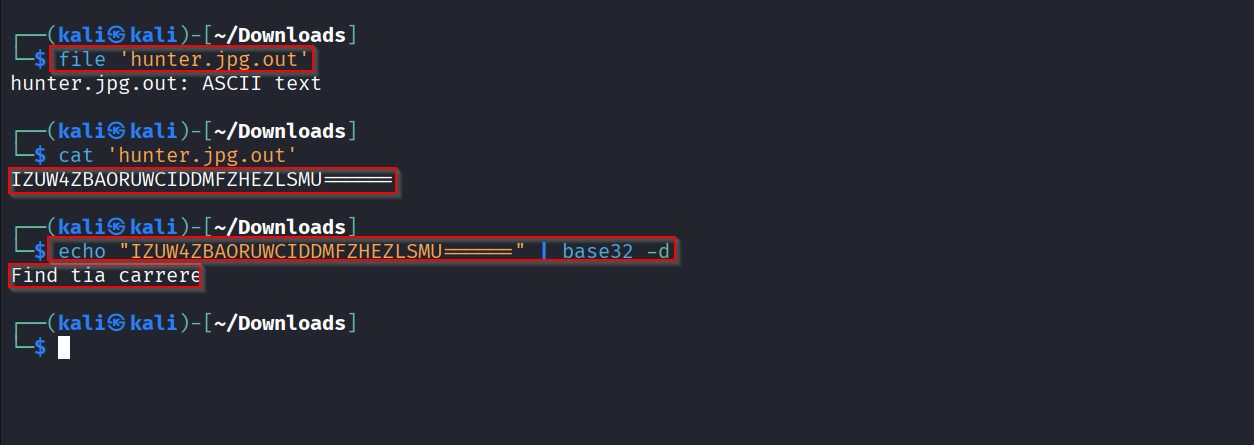 ┌──(kali㉿kali)-[~/Downloads]
└─$ file 'hunter.jpg.out'
hunter.jpg.out: ASCII text
┌──(kali㉿kali)-[~/Downloads]
└─$ cat 'hunter.jpg.out'
IZUW4ZBAORUWCIDDMFZHEZLSMU======
┌──(kali㉿kali)-[~/Downloads]
└─$ echo "IZUW4ZBAORUWCIDDMFZHEZLSMU======" | base32 -d
Find tia carrere
┌──(kali㉿kali)-[~/Downloads]
└─$